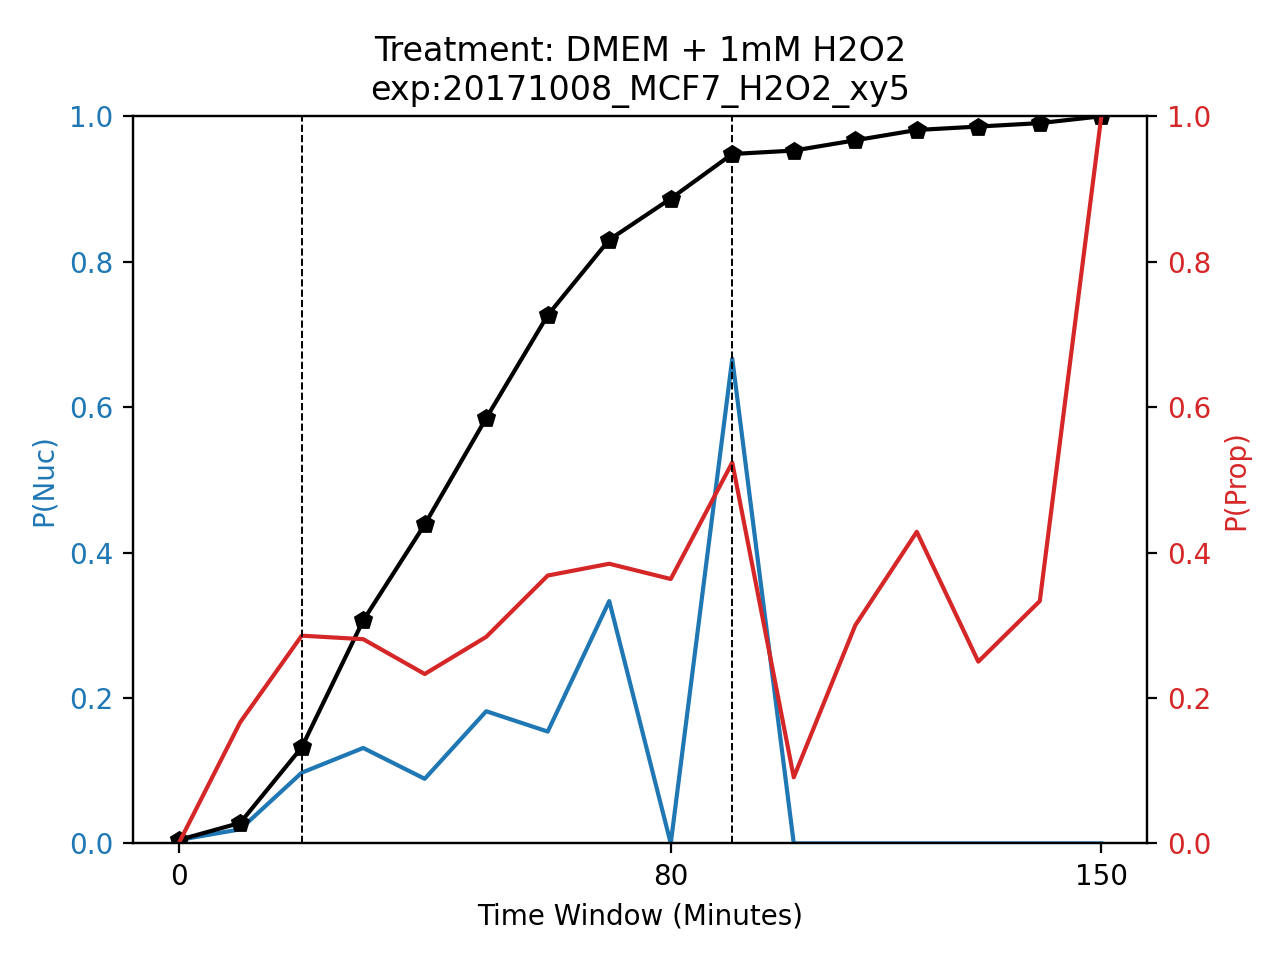 Treatment: DMEM + 1mM H2O2
exp:20171008_MCF7_H2O2_xy5
1.0
0.8
0.6
0.4
0.2
0.0
P(Nuc)
1.0
0.8
0.6
0.4
0.2
0.0
P(Prop)
0 80 150
Time Window (Minutes)